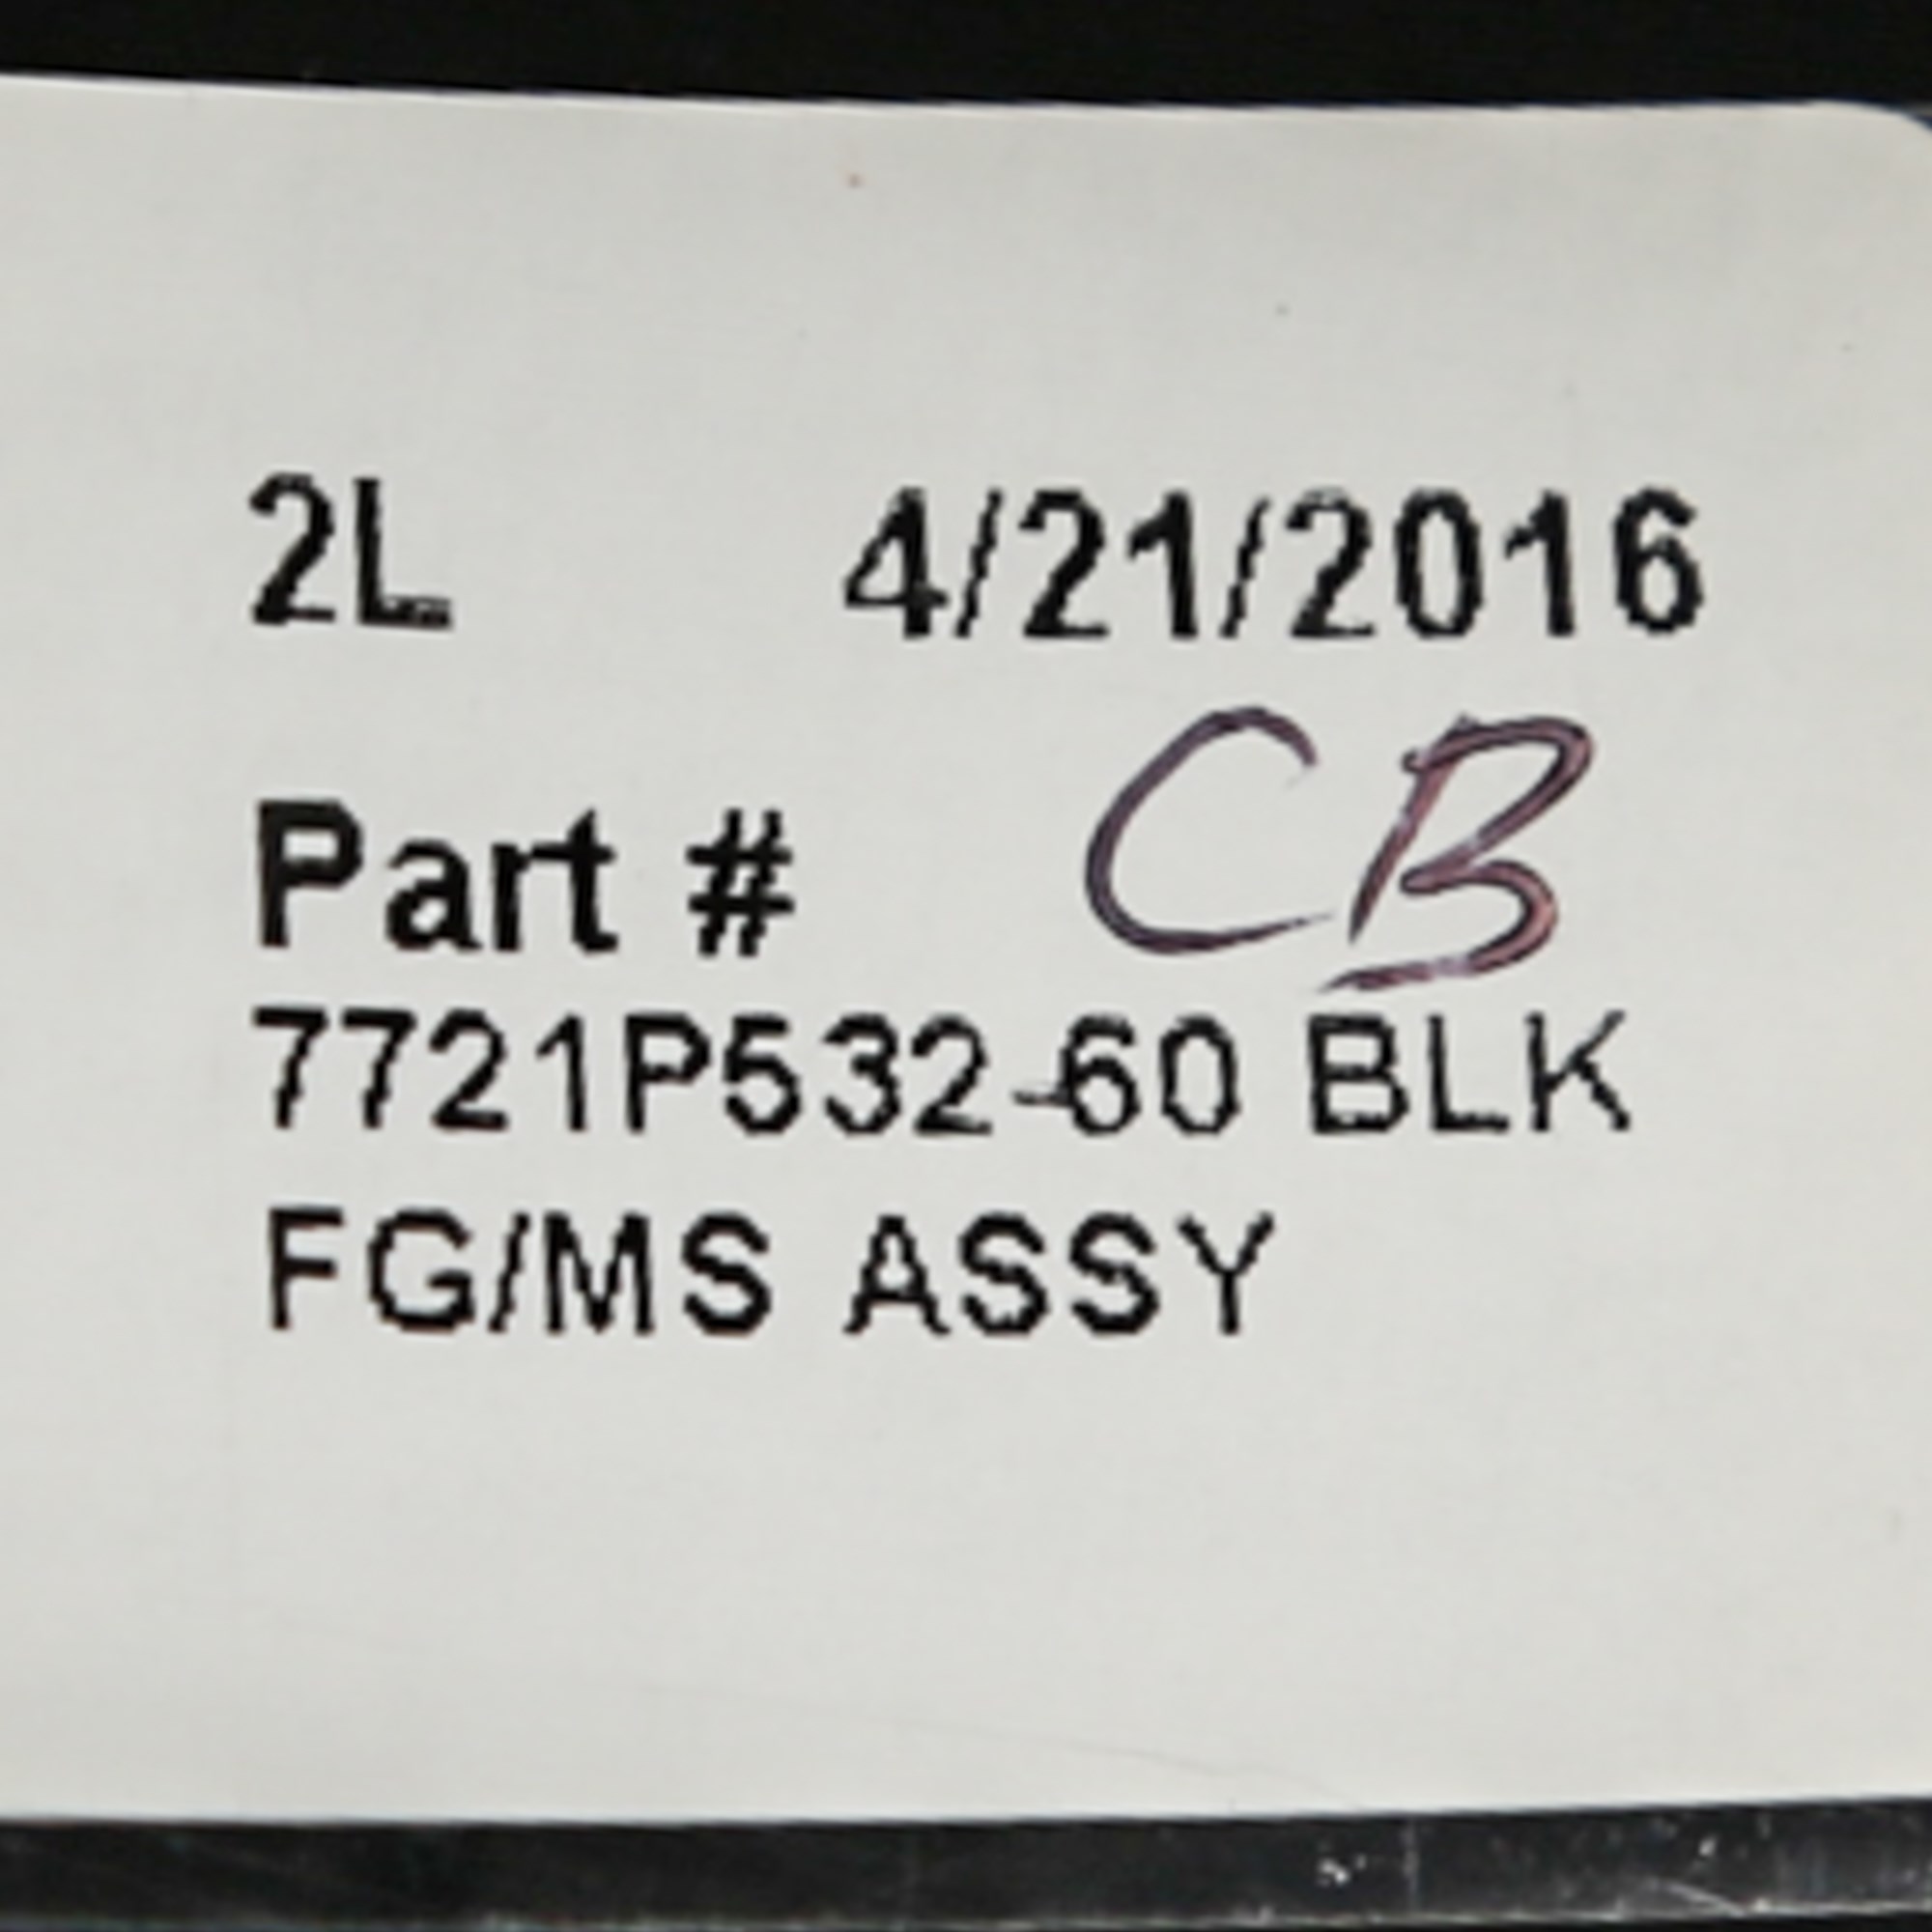 2L 4/21/2016
CB
Part #
7721P532-60 BLK
FG/MS ASSY